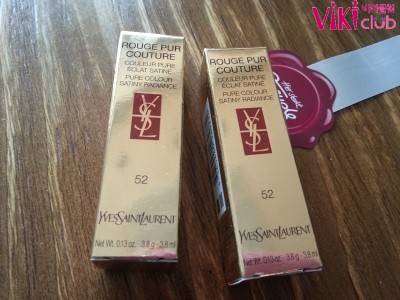 ViKi
club
ROUGE PUR
COUTURE
COULEUR PURE
ÉCLAT SATINÉ
PURE COLOUR
SATINY RADIANCE
YSL
52
YVESSAINTLAURENT
Net Wt. 0.13 oz. 3.8 g - 3.8 ml
ROUGE PUR
COUTURE
COULEUR PURE
ÉCLAT SATINÉ
PURE COLOUR
SATINY RADIANCE
YSL
52
YVESSAINTLAURENT
Net Wt. 0.13 oz. 3.8 g - 3.8 ml